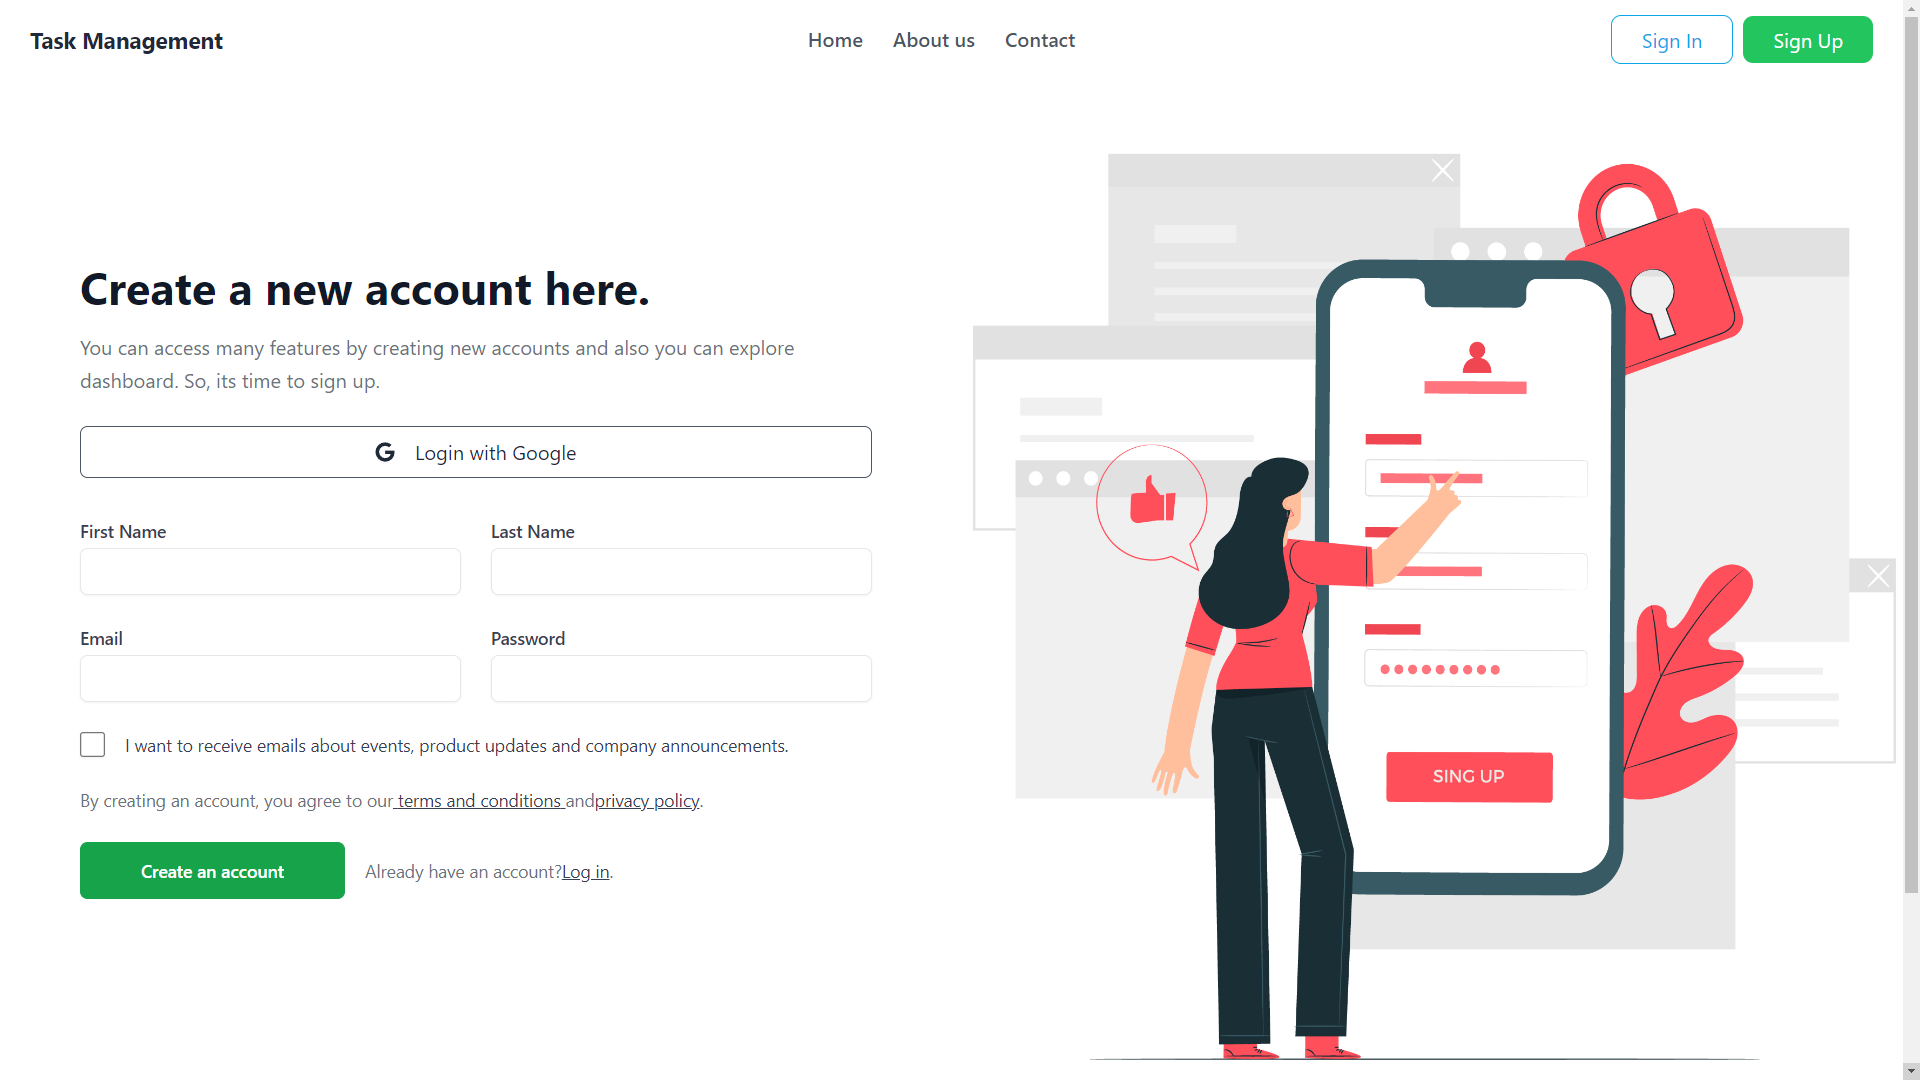 Task Management
Home
About us
Contact
Sign In
Sign Up
Create a new account here.
You can access many features by creating new accounts and also you can explore
dashboard. So, its time to sign up.
Login with Google
First Name
Last Name
Email
Password
I want to receive emails about events, product updates and company announcements.
By creating an account, you agree to our terms and conditions andprivacy policy.
Create an account
Already have an account?Log in.
SING UP